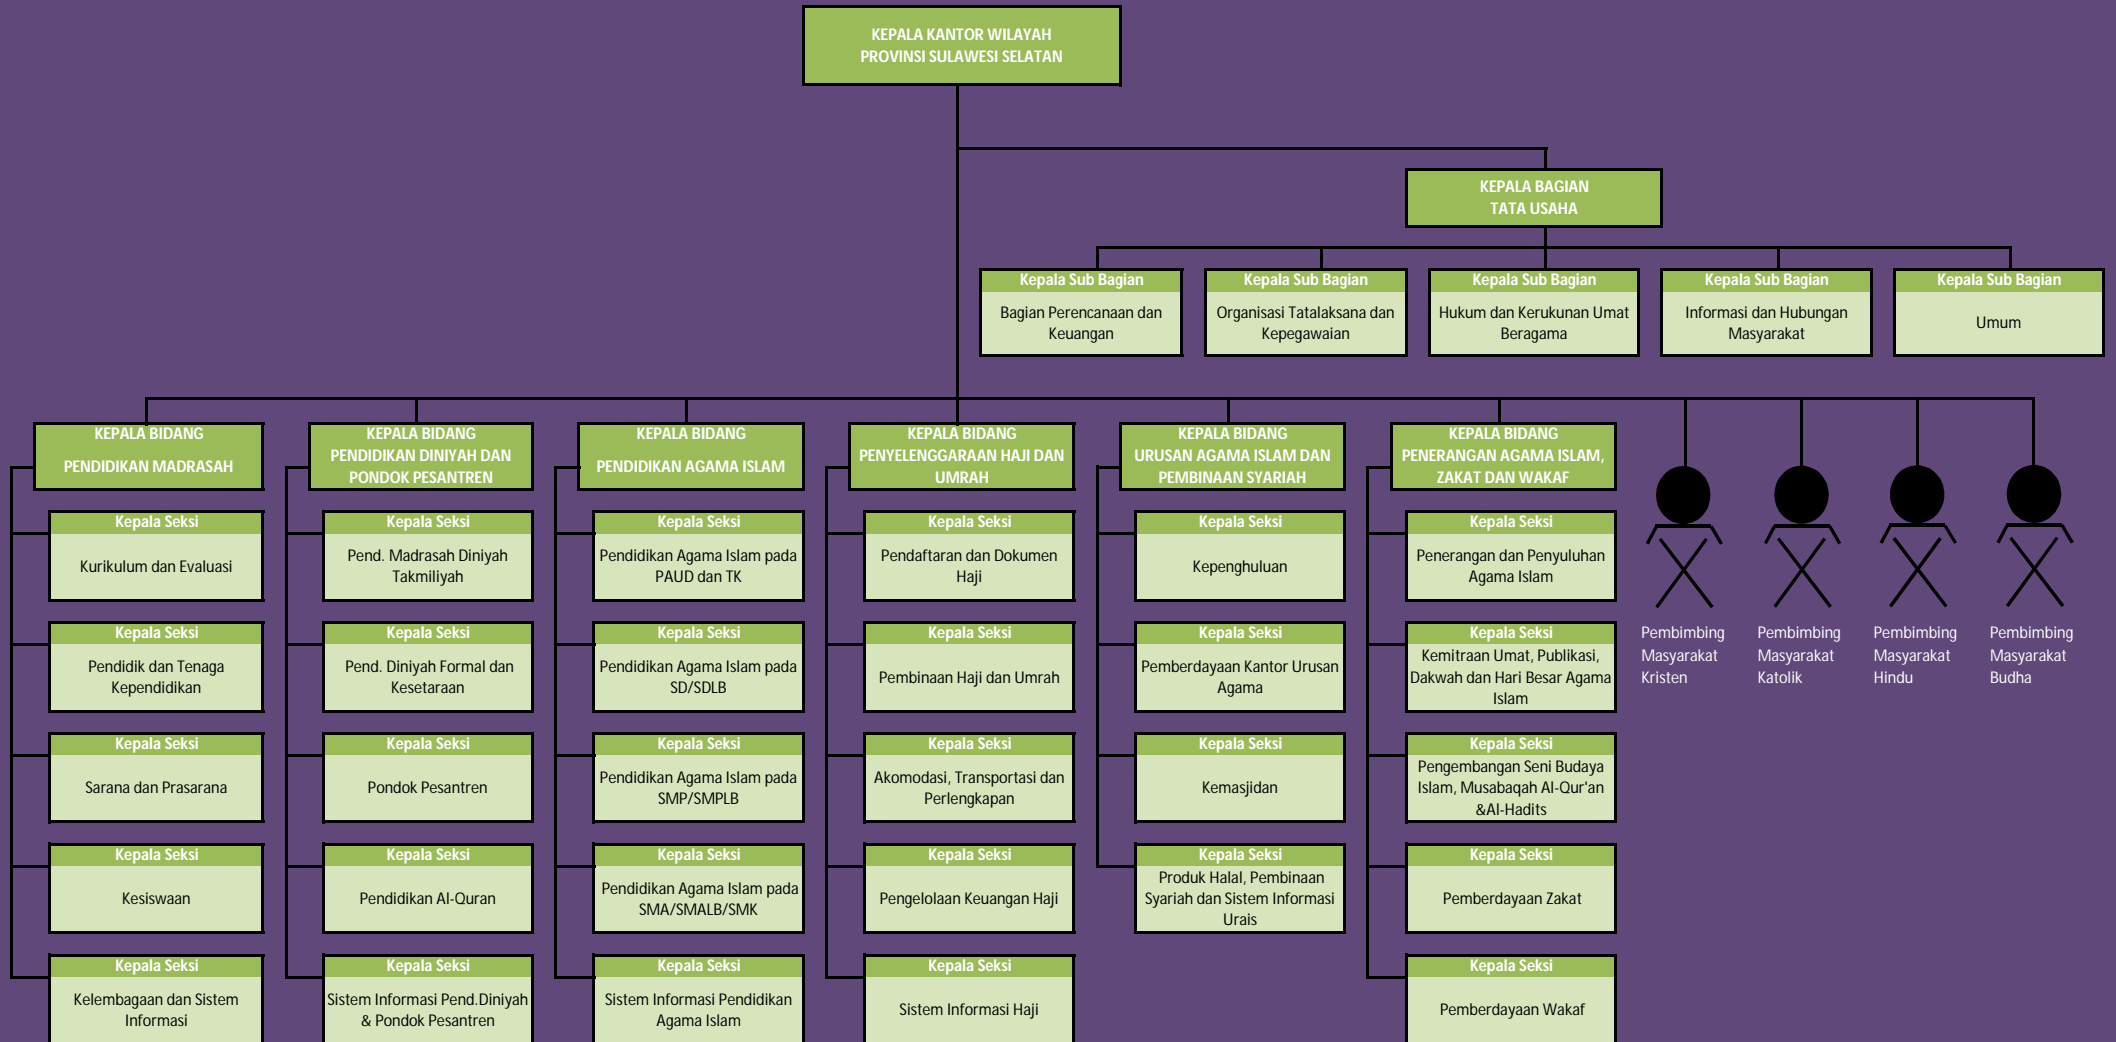 KEPALA KANTOR WILAYAH
PROVINSI SULAWESI SELATAN
KEPALA BAGIAN
TATA USAHA
Kepala Sub Bagian
Bagian Perencanaan dan
Keuangan
Kepala Sub Bagian
Organisasi Tatalaksana dan
Kepegawaian
Kepala Sub Bagian
Hukum dan Kerukunan Umat
Beragama
Kepala Sub Bagian
Informasi dan Hubungan
Masyarakat
Kepala Sub Bagian
Umum
KEPALA BIDANG
PENDIDIKAN MADRASAH
Kepala Seksi
Kurikulum dan Evaluasi
Kepala Seksi
Pendidik dan Tenaga
Kependidikan
Kepala Seksi
Sarana dan Prasarana
Kepala Seksi
Kesiswaan
Kepala Seksi
Kelembagaan dan Sistem
Informasi
KEPALA BIDANG
PENDIDIKAN DINIYAH DAN
PONDOK PESANTREN
Kepala Seksi
Pend. Madrasah Diniyah
Takmiliyah
Kepala Seksi
Pend. Diniyah Formal dan
Kesetaraan
Kepala Seksi
Pondok Pesantren
Kepala Seksi
Pendidikan Al-Quran
Kepala Seksi
Sistem Informasi Pend.Diniyah
& Pondok Pesantren
KEPALA BIDANG
PENDIDIKAN AGAMA ISLAM
Kepala Seksi
Pendidikan Agama Islam pada
PAUD dan TK
Kepala Seksi
Pendidikan Agama Islam pada
SD/SDLB
Kepala Seksi
Pendidikan Agama Islam pada
SMP/SMPLB
Kepala Seksi
Pendidikan Agama Islam pada
SMA/SMALB/SMK
Kepala Seksi
Sistem Informasi Pendidikan
Agama Islam
KEPALA BIDANG
PENYELENGGARAAN HAJI DAN
UMRAH
Kepala Seksi
Pendaftaran dan Dokumen
Haji
Kepala Seksi
Pembinaan Haji dan Umrah
Kepala Seksi
Akomodasi, Transportasi dan
Perlengkapan
Kepala Seksi
Pengelolaan Keuangan Haji
Kepala Seksi
Sistem Informasi Haji
KEPALA BIDANG
URUSAN AGAMA ISLAM DAN
PEMBINAAN SYARIAH
Kepala Seksi
Kepenghuluan
Kepala Seksi
Pemberdayaan Kantor Urusan
Agama
Kepala Seksi
Kemasjidan
Kepala Seksi
Produk Halal, Pembinaan
Syariah dan Sistem Informasi
Urais
KEPALA BIDANG
PENERANGAN AGAMA ISLAM,
ZAKAT DAN WAKAF
Kepala Seksi
Penerangan dan Penyuluhan
Agama Islam
Kepala Seksi
Kemitraan Umat, Publikasi,
Dakwah dan Hari Besar Agama
Islam
Kepala Seksi
Pengembangan Seni Budaya
Islam, Musabaqah Al-Qur'an
&Al-Hadits
Kepala Seksi
Pemberdayaan Zakat
Kepala Seksi
Pemberdayaan Wakaf
Pembimbing
Masyarakat
Kristen
Pembimbing
Masyarakat
Katolik
Pembimbing
Masyarakat
Hindu
Pembimbing
Masyarakat
Budha